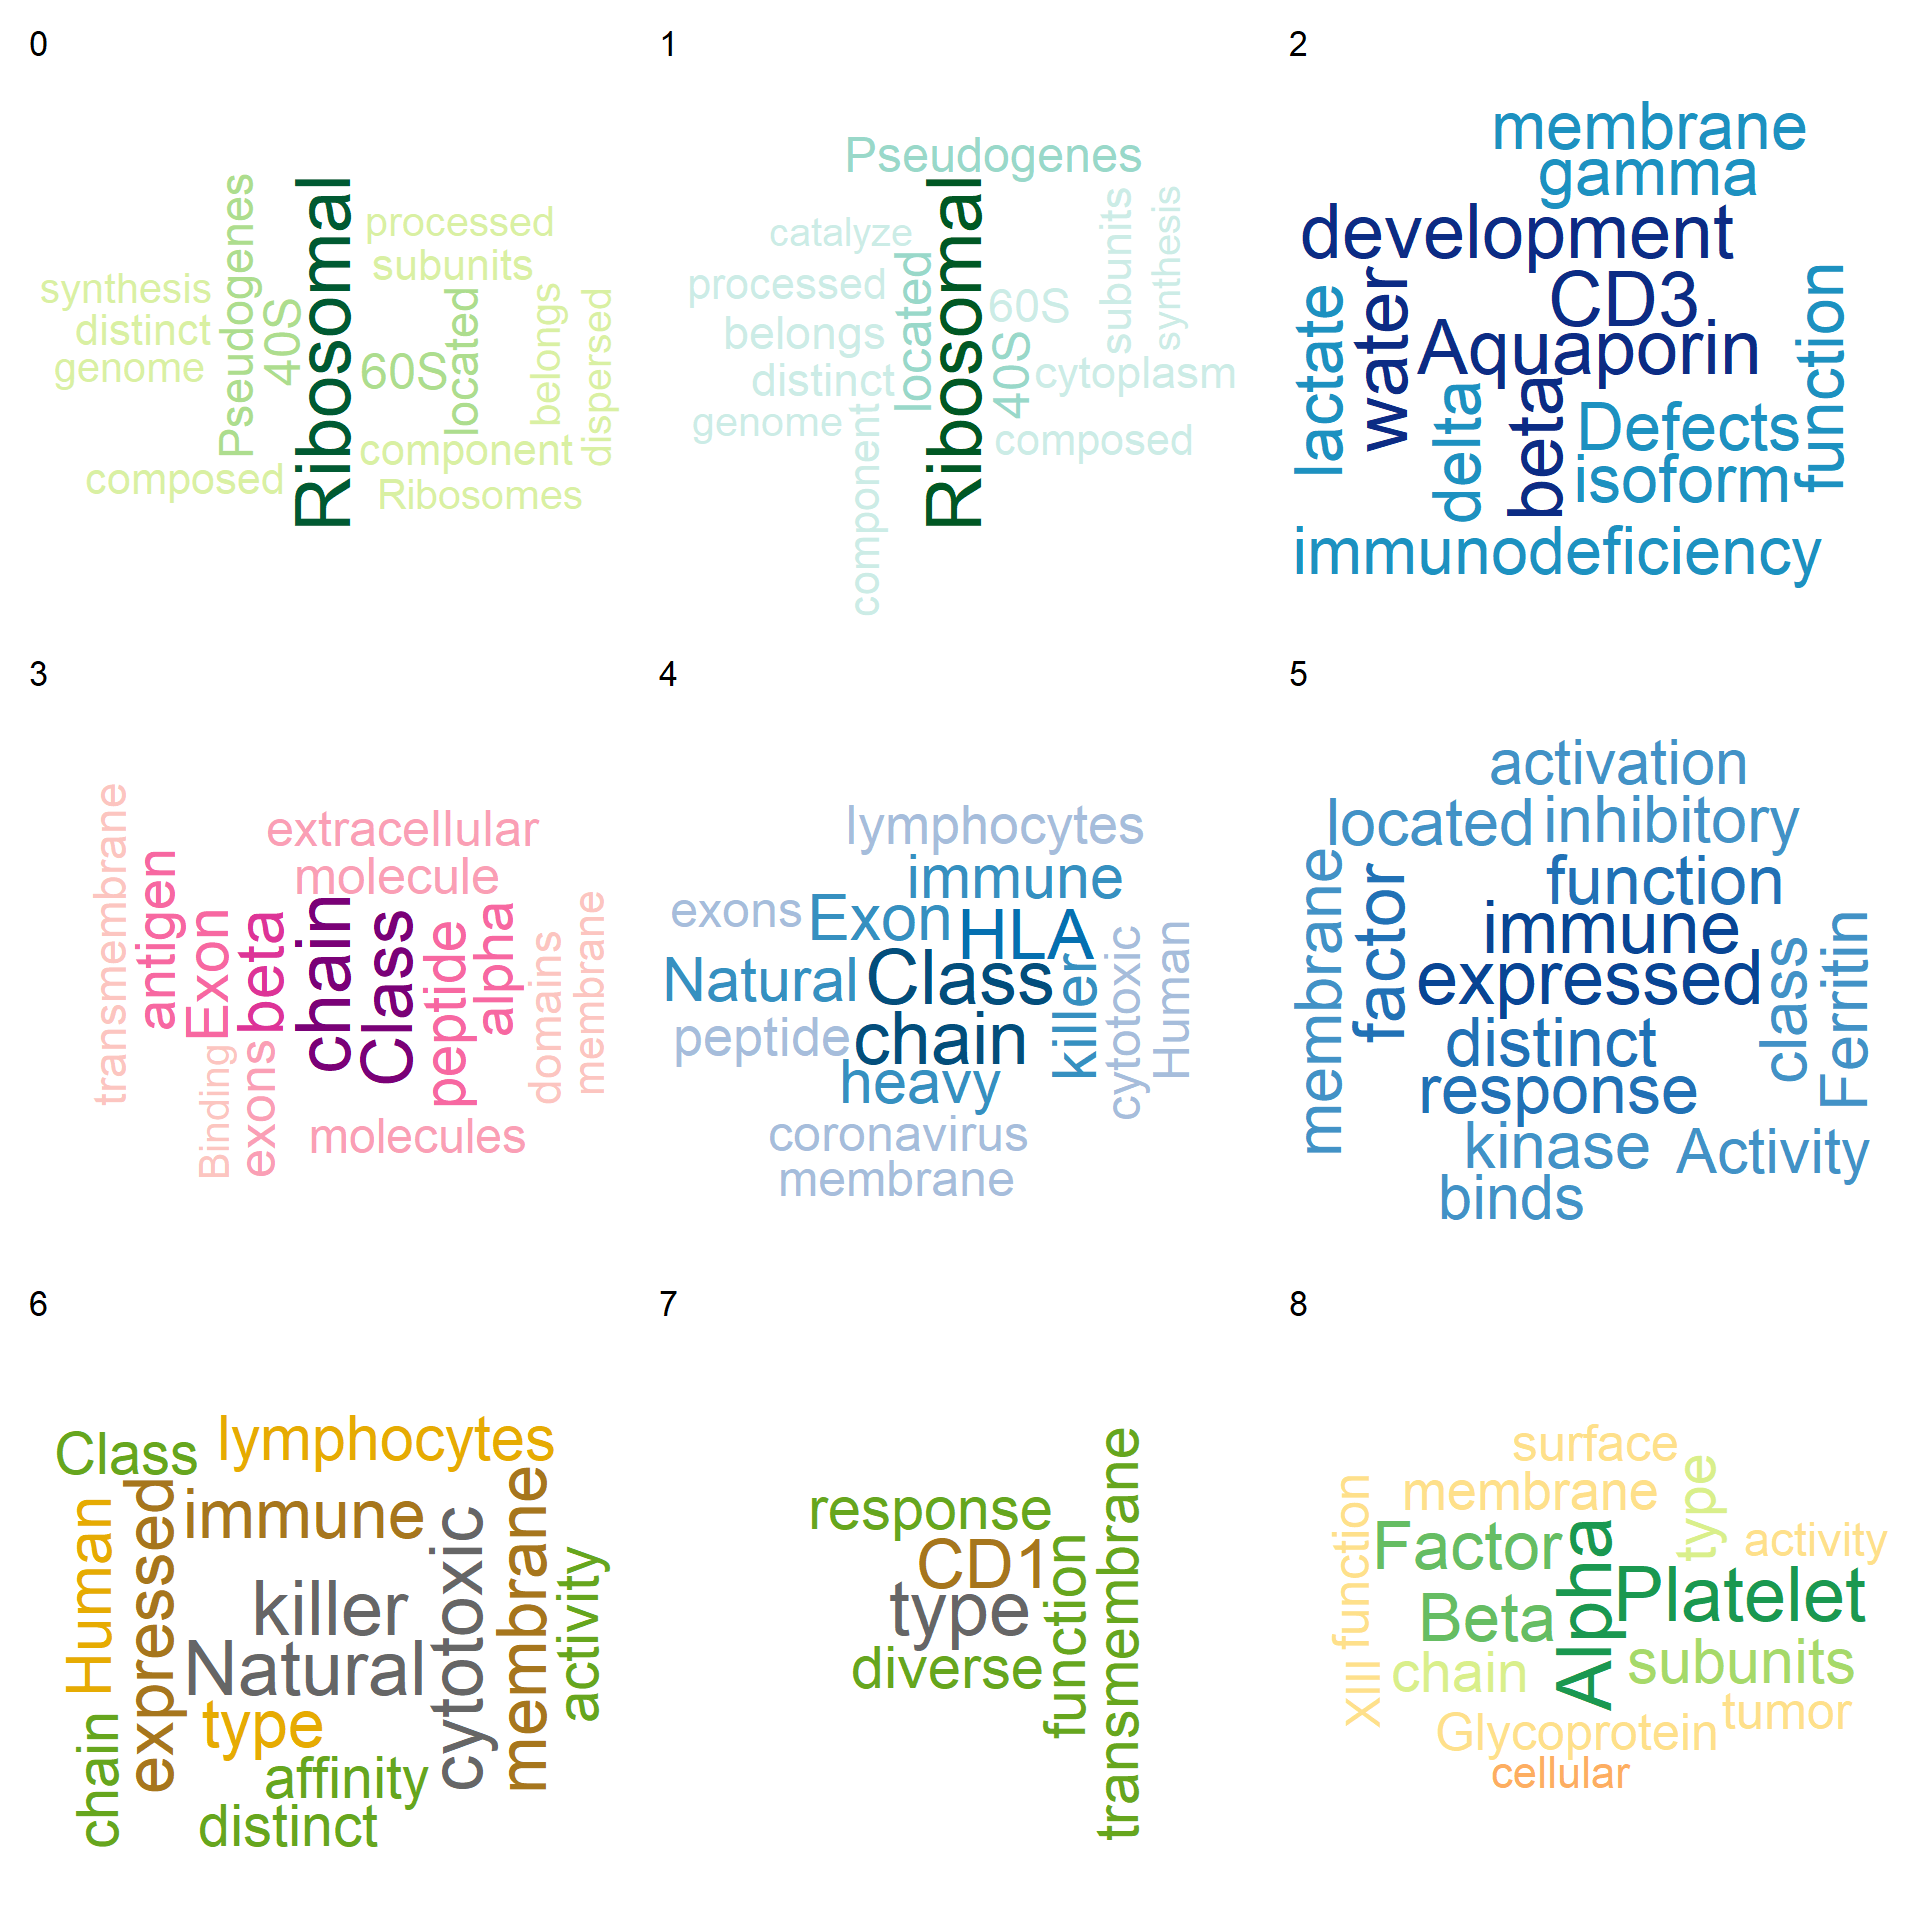 0
Pseudogenes
Ribosomal
processed
subunits
synthesis
distinct
genome
40S
60S
located
belongs
dispersed
component
composed
Ribosomes
1
Pseudogenes
Ribosomal
catalyze
subunits
synthesis
processed
located
60S
belongs
40S
distinct
cytoplasm
genome
component
composed
2
membrane
gamma
development
CD3
water
lactate
Aquaporin
function
delta
beta
Defects
isoform
immunodeficiency
3
transmembrane
extracellular
molecule
antigen
Exon
beta
chain
Class
peptide
alpha
domains
membrane
Binding
exons
molecules
4
lymphocytes
immune
exons
Exon
HLA
Natural
Class
killer
cytotoxic
Human
peptide
chain
heavy
coronavirus
membrane
5
activation
located
inhibitory
membrane
factor
function
immune
expressed
class
Ferritin
distinct
response
kinase
Activity
binds
6
Class
lymphocytes
Human
expressed
immune
cytotoxic
membrane
killer
activity
Natural
type
chain
affinity
distinct
7
response
CD1
type
function
transmembrane
diverse
8
surface
membrane
type
function
Factor
Alpha
activity
Platelet
Beta
XIII
chain
subunits
tumor
Glycoprotein
cellular